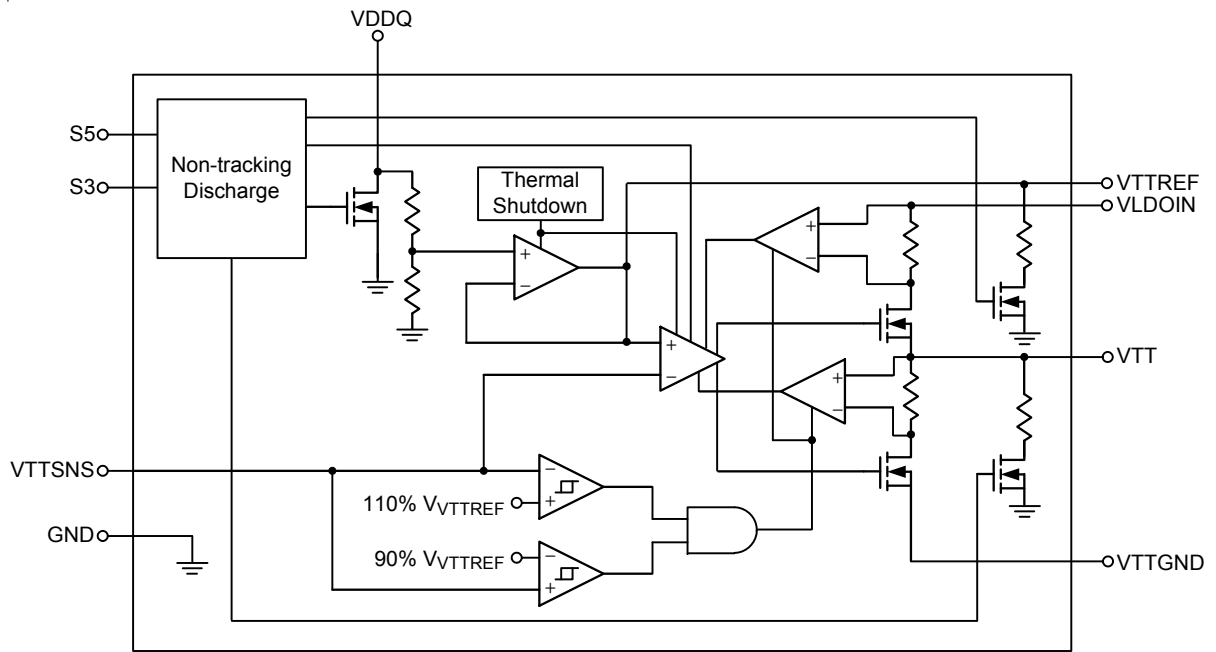 VDDQ
S5
S3
Non-tracking
Discharge
Thermal
Shutdown
VTTREF
VLDOIN
+
−
+
−
+
−
+
−
VTT
VTTSNS
−
+
110% VVTTREF
GND
90% VVTTREF
−
+
VTTGND